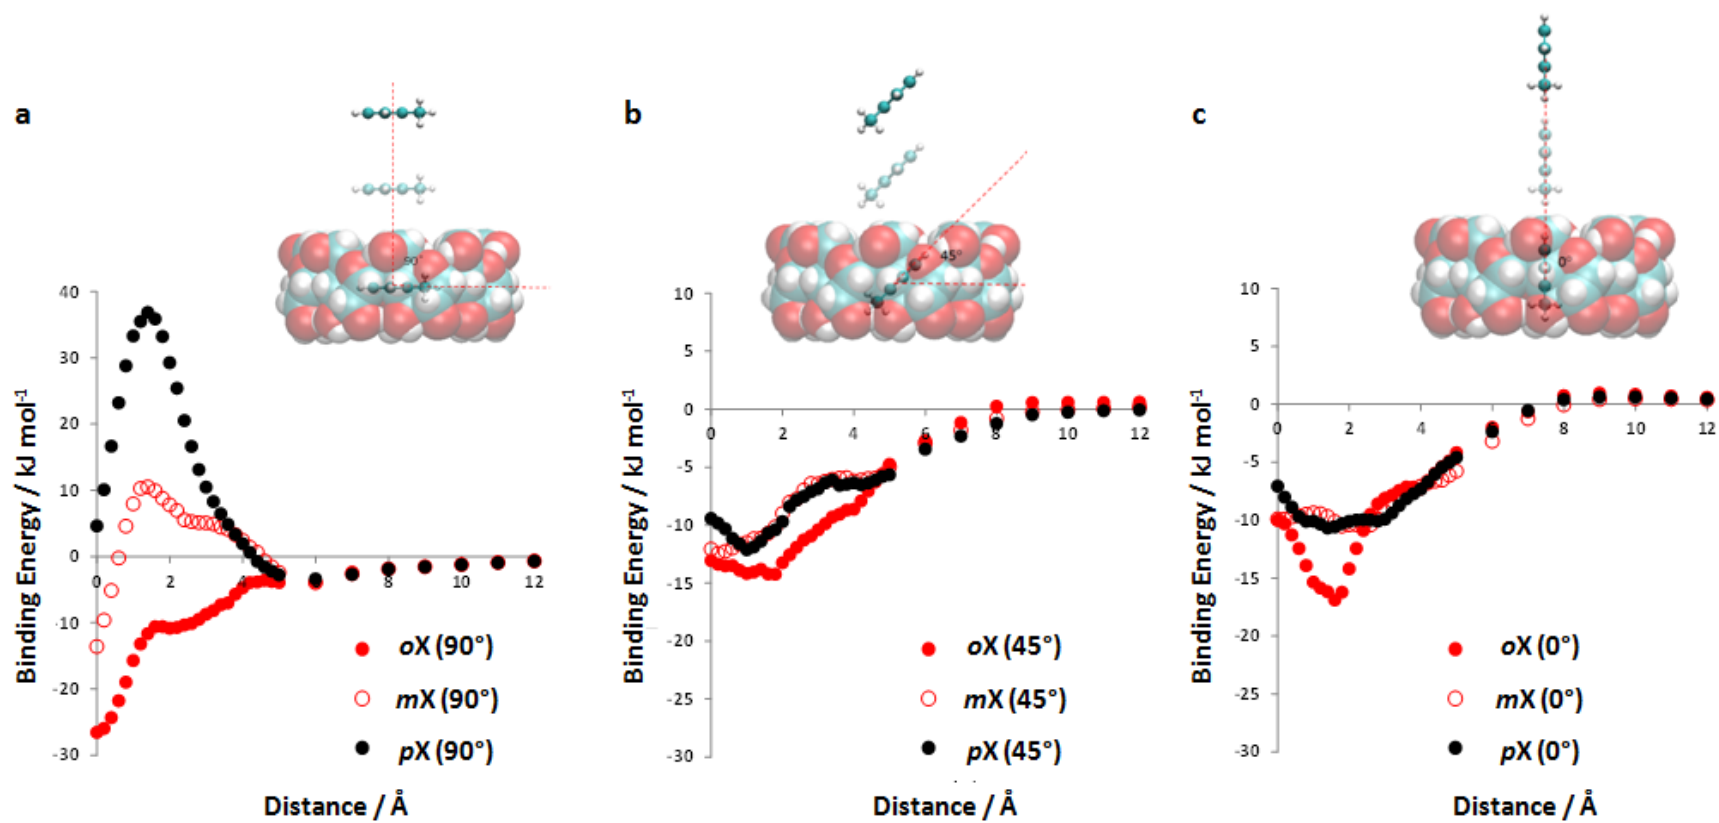 a
90°
40
30
20
10
0
-10
-20
-30
0
2
4
6
8
10
12
Binding Energy / kJ mol-1
Distance / Å
oX (90°)
mX (90°)
pX (90°)
b
45°
10
5
0
-5
-10
-15
-20
-25
-30
0
2
4
6
8
10
12
Binding Energy / kJ mol-1
Distance / Å
oX (45°)
mX (45°)
pX (45°)
c
0°
10
5
0
-5
-10
-15
-20
-25
-30
0
2
4
6
8
10
12
Binding Energy / kJ mol-1
Distance / Å
oX (0°)
mX (0°)
pX (0°)